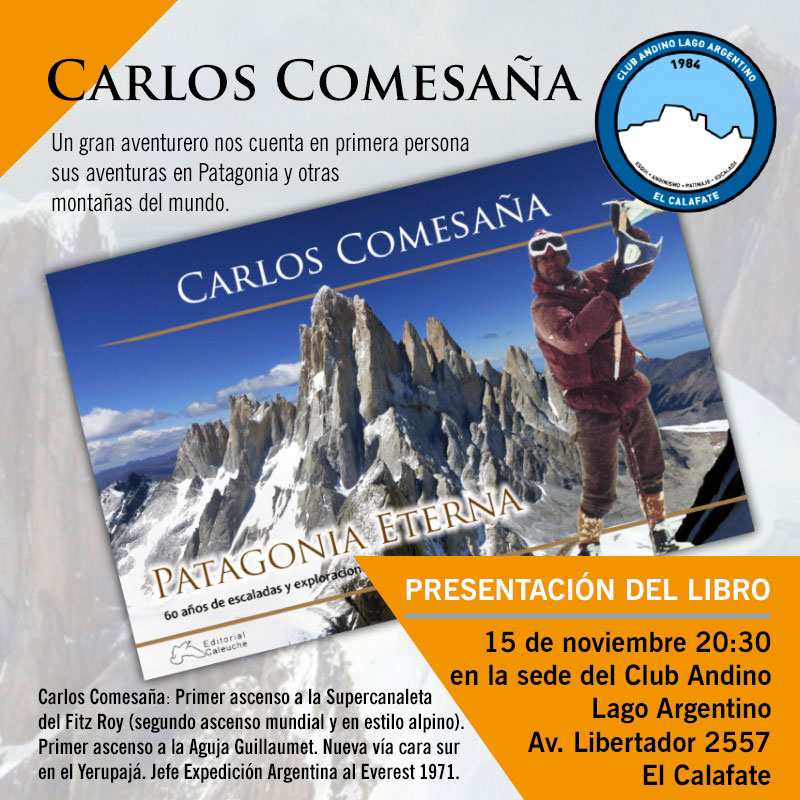 CARLOS COMESAÑA
CLUB ANDINO LAGO ARGENTINO
1984
ESQUI • ANDINISMO • PATINAJE • ESCALADA
EL CALAFATE
Un gran aventurero nos cuenta en primera persona
sus aventuras en Patagonia y otras
montañas del mundo.
CARLOS COMESAÑA
PATAGONIA ETERNA
60 años de escaladas y exploracion
Editorial
Caleuche
PRESENTACIÓN DEL LIBRO
15 de noviembre 20:30
en la sede del Club Andino
Lago Argentino
Av. Libertador 2557
El Calafate
Carlos Comesaña: Primer ascenso a la Supercanaleta
del Fitz Roy (segundo ascenso mundial y en estilo alpino).
Primer ascenso a la Aguja Guillaumet. Nueva vía cara sur
en el Yerupajá. Jefe Expedición Argentina al Everest 1971.